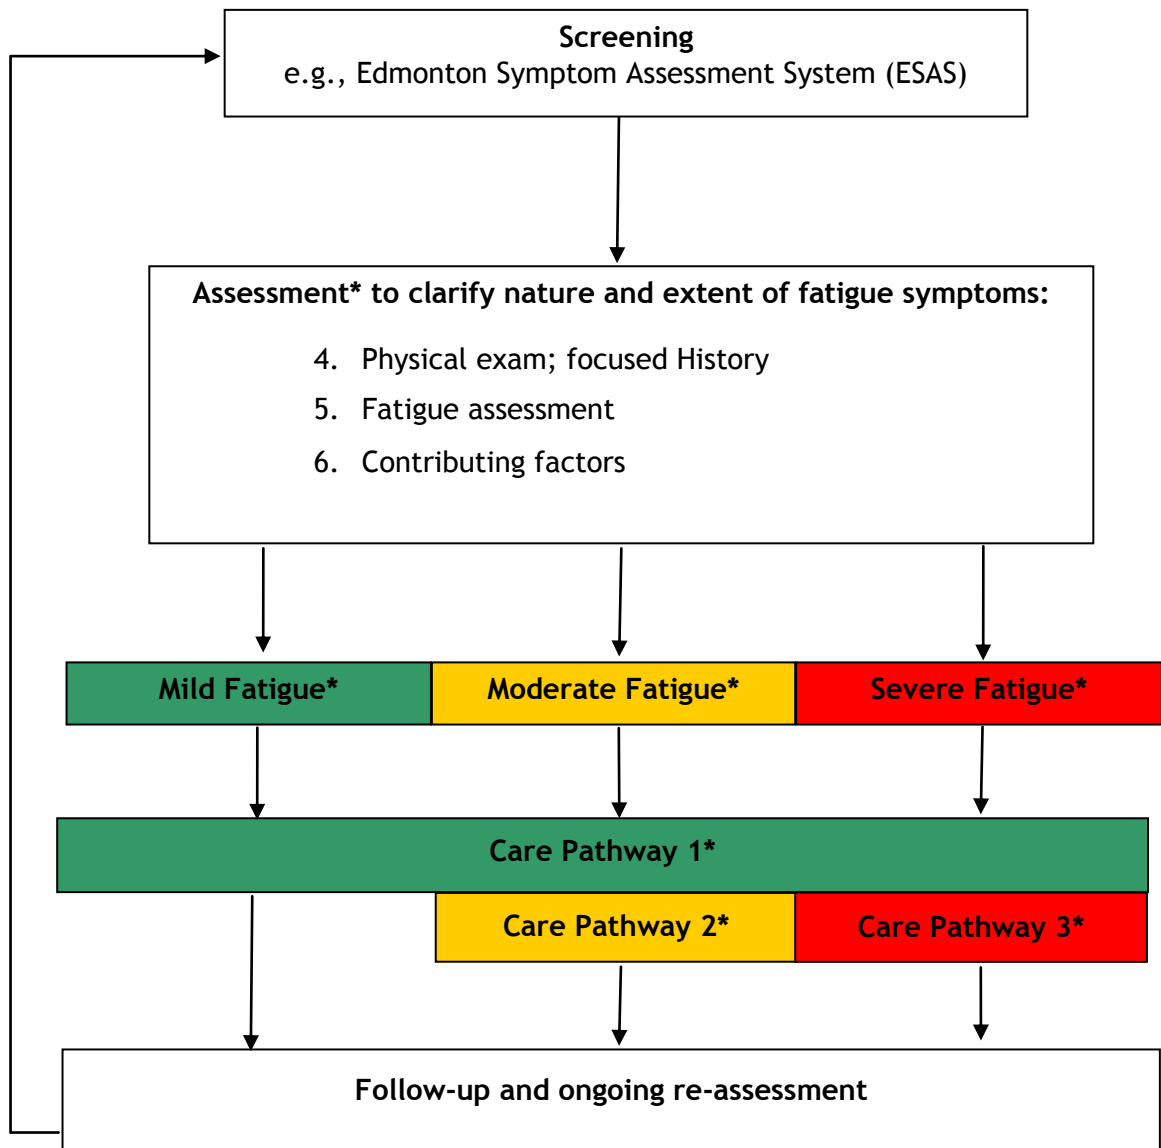 Screening
e.g., Edmonton Symptom Assessment System (ESAS)
Assessment* to clarify nature and extent of fatigue symptoms:
4. Physical exam; focused History
5. Fatigue assessment
6. Contributing factors
Mild Fatigue*
Moderate Fatigue*
Severe Fatigue*
Care Pathway 1*
Care Pathway 2*
Care Pathway 3*
Follow-up and ongoing re-assessment